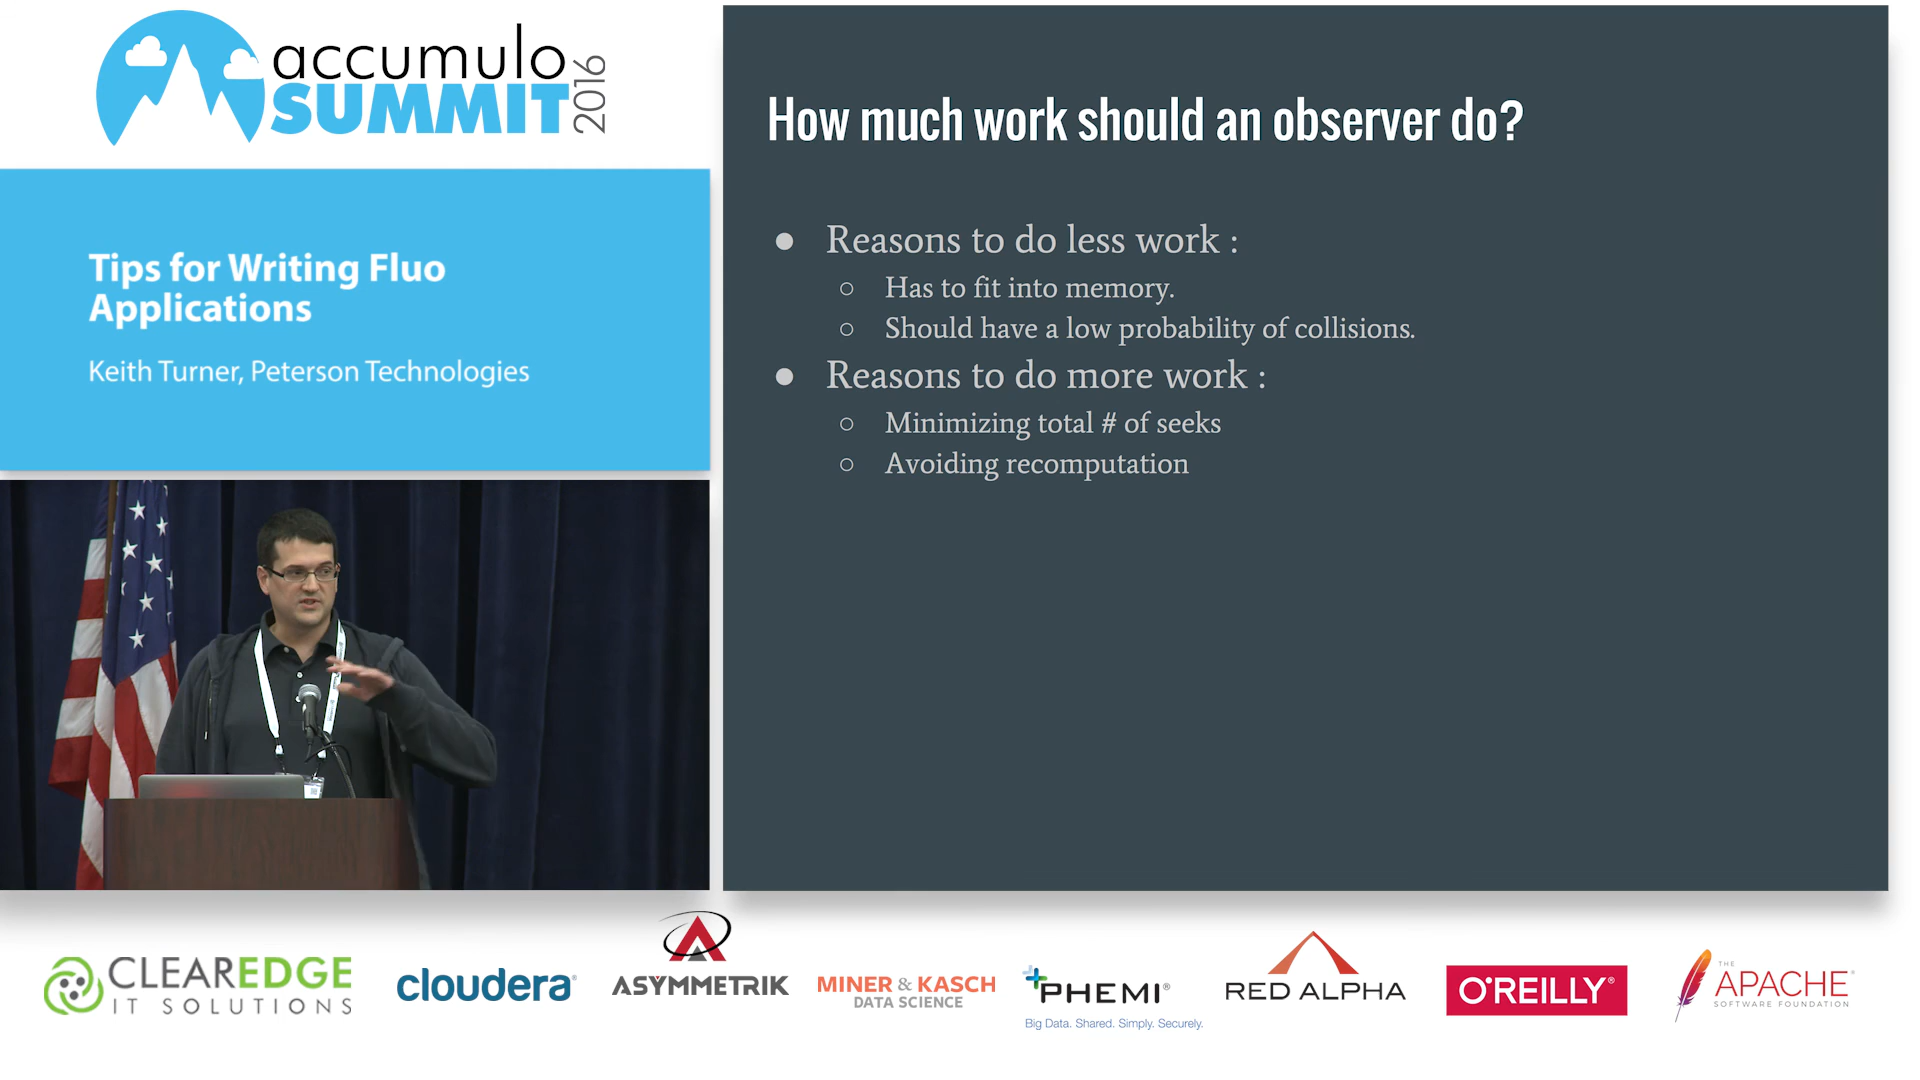 accumulo
SUMMIT
2016
Tips for Writing Fluo
Applications
Keith Turner, Peterson Technologies
How much work should an observer do?
● Reasons to do less work :
○ Has to fit into memory.
○ Should have a low probability of collisions.
● Reasons to do more work :
○ Minimizing total # of seeks
○ Avoiding recomputation
CLEAREDGE
IT SOLUTIONS
cloudera®
ASYMMETRIK
MINER & KASCH
DATA SCIENCE
PHEMI®
Big Data. Shared. Simply. Securely.
RED ALPHA
O'REILLY®
THE
APACHE®
SOFTWARE FOUNDATION